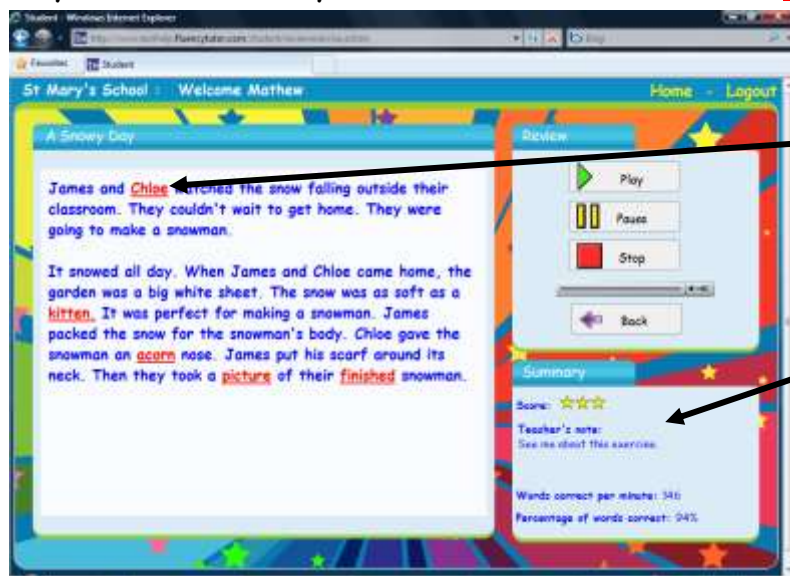 Student - Windows Internet Explorer
Favorites Student
St Mary's School : Welcome Mathew Home - Logout
A Snowy Day
James and Chloe watched the snow falling outside their
classroom. They couldn't wait to get home. They were
going to make a snowman.
It snowed all day. When James and Chloe came home, the
garden was a big white sheet. The snow was as soft as a
kitten. It was perfect for making a snowman. James
packed the snow for the snowman's body. Chloe gave the
snowman an acorn nose. James put his scarf around its
neck. Then they took a picture of their finished snowman.
Review
Play
Pause
Stop
Back
Summary
Score:
Teacher's note:
See me about this exercise.
Words correct per minute: 346
Percentage of words correct: 94%